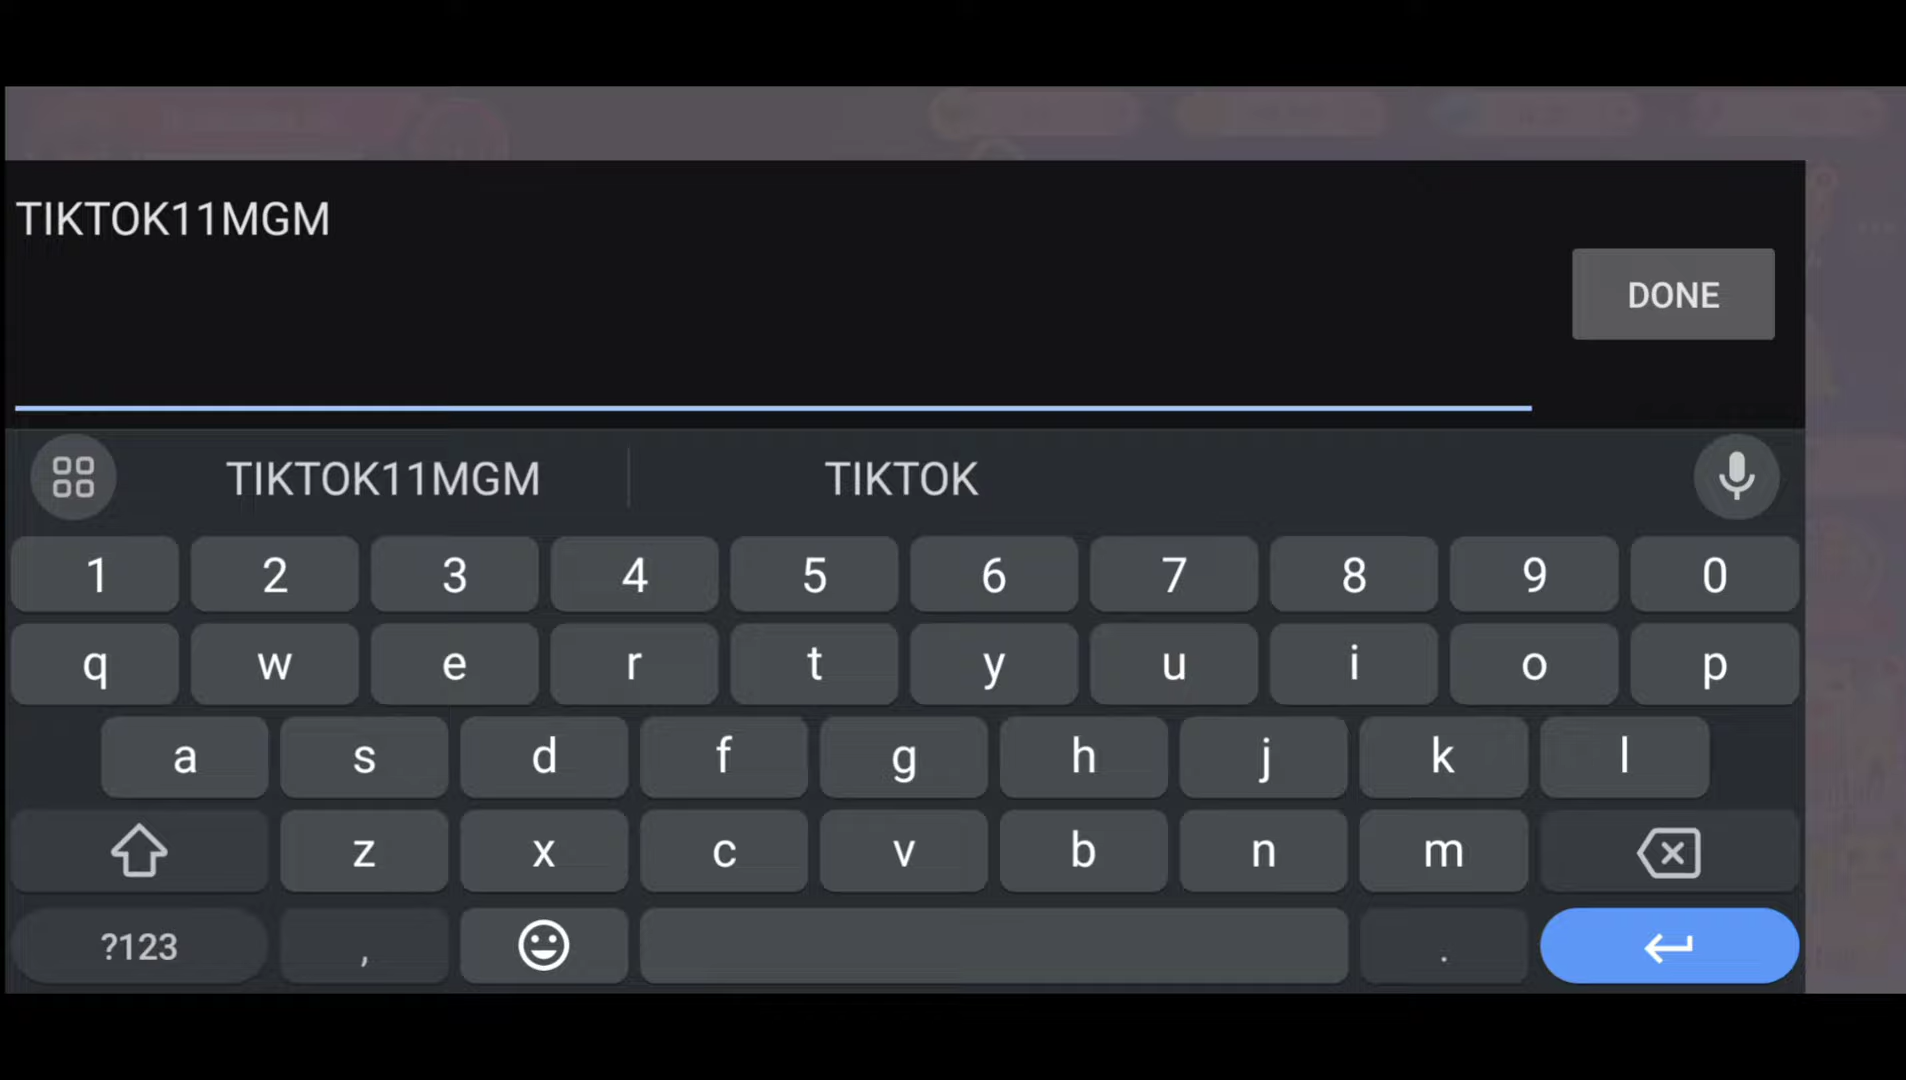 TIKTOK11MGM
DONE
TIKTOK11MGM TIKTOK
1 2 3 4 5 6 7 8 9 0
q w e r t y u i o p
a s d f g h j k l
z x c v b n m
?123 , .